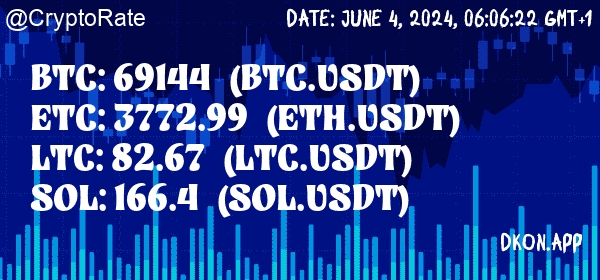 @CryptoRate
DATE: JUNE 4, 2024, 06:06:22 GMT+1
BTC: 69144 (BTC.USDT)
ETC: 3772.99 (ETH.USDT)
LTC: 82.67 (LTC.USDT)
SOL: 166.4 (SOL.USDT)
DKON.APP